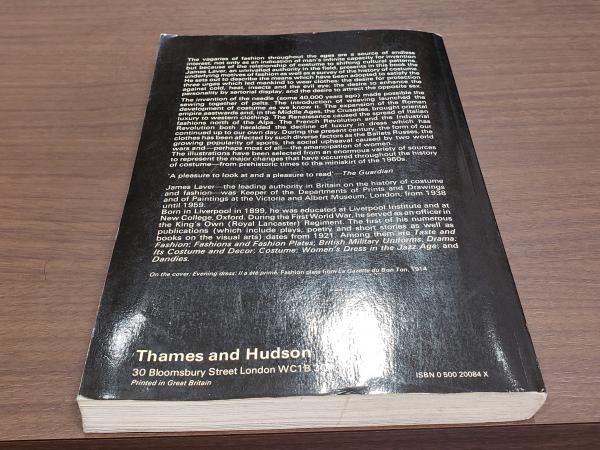 The vagaries of fashion throughout the ages are a source of endless
interest, not only as an indication of man's infinite capacity for invention
but because of the relationship of costume to shifting cultural patterns.
James Laver, an unrivalled authority in the field, presents in this book the
underlying motives of fashion as well as a survey of the history of costume.
He sets out to describe the means which have been adopted to satisfy the
urges which led mankind to wear clothes: the desire for protection
against cold, heat, insects and the evil eye; the desire to enhance the
personality by sartorial display; and the desire to attract the opposite sex.
The invention of the needle (some 40,000 years ago) made possible the
sewing together of pelts. The introduction of weaving launched the
development of costume as we know it. The expansion of the Roman
empire eastwards and, in the Middle Ages, the Crusades, brought oriental
luxury to western clothing. The Renaissance caused the spread of Italian
fashions north of the Alps. The French Revolution and the Industrial
Revolution both heralded the decline of luxury in dress which has
continued up to our own day. During the present century, the form of our
clothes has been affected by such diverse factors as the Ballets Russes, the
growing popularity of sports, the social upheaval caused by two world
wars and—perhaps most of all—the emancipation of women.
The illustrations have been selected from an enormous variety of sources
to represent the major changes that have occurred throughout the history
of costume—from prehistoric times to the miniskirt of the 1960s.
'A pleasure to look at and a pleasure to read'—The Guardian
James Laver—the leading authority in Britain on the history of costume
and fashion—was Keeper of the Departments of Prints and Drawings
and of Paintings at the Victoria and Albert Museum, London, from 1938
until 1959.
Born in Liverpool in 1899, he was educated at Liverpool Institute and at
New College, Oxford. During the First World War, he served as an officer in
the King's Own (Royal Lancaster) Regiment. The first of his numerous
publications (which include plays, poetry and short stories as well as
books on the visual arts) dates from 1921. Among them are Taste and
Fashion; Fashions and Fashion Plates; British Military Uniforms; Drama:
Its Costume and Decor; Costume; Women's Dress in the Jazz Age; and
Dandies.
On the cover: Evening dress: Il a été primé. Fashion plate from La Gazette du Bon Ton, 1914
Thames and Hudson
30 Bloomsbury Street London WC1B
Printed in Great Britain
ISBN 0 500 20084 X